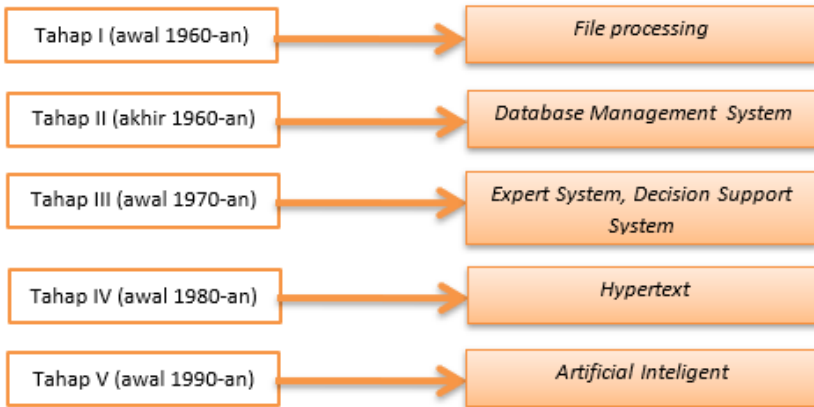 Tahap I (awal 1960-an)
File processing
Tahap II (akhir 1960-an)
Database Management System
Tahap III (awal 1970-an)
Expert System, Decision Support
System
Tahap IV (awal 1980-an)
Hypertext
Tahap V (awal 1990-an)
Artificial Inteligent